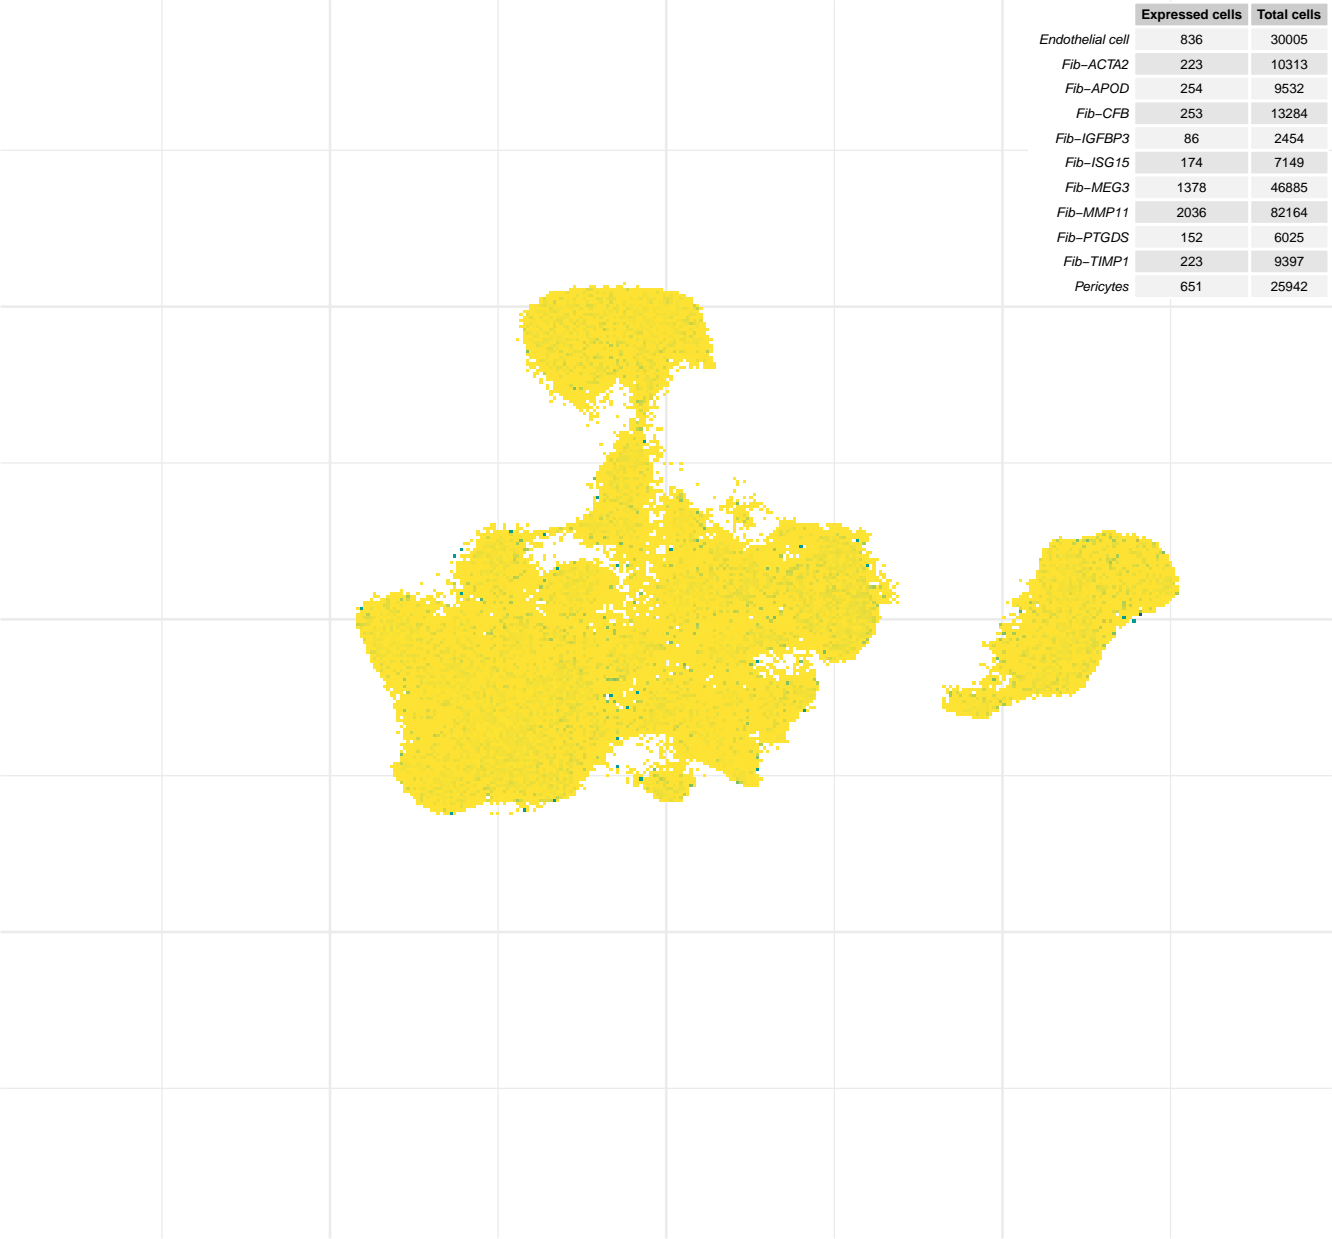 Expressed cells Total cells
Endothelial cell 836 30005
Fib−ACTA2 223 10313
Fib−APOD 254 9532
Fib−CFB 253 13284
Fib−IGFBP3 86 2454
Fib−ISG15 174 7149
Fib−MEG3 1378 46885
Fib−MMP11 2036 82164
Fib−PTGDS 152 6025
Fib−TIMP1 223 9397
Pericytes 651 25942